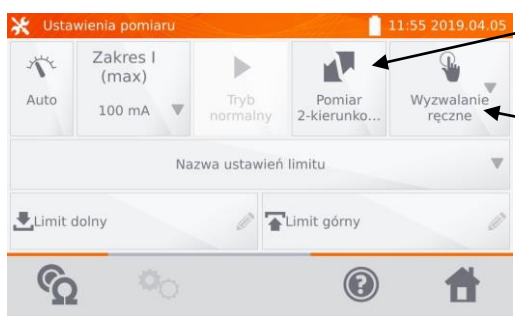 Ustawienia pomiaru
11:55 2019.04.05
Auto
Zakres I
(max)
100 mA
Tryb
normalny
Pomiar
2-kierunko...
Wyzwalanie
ręczne
Nazwa ustawień limitu
Limit dolny
Limit górny
Ω
?